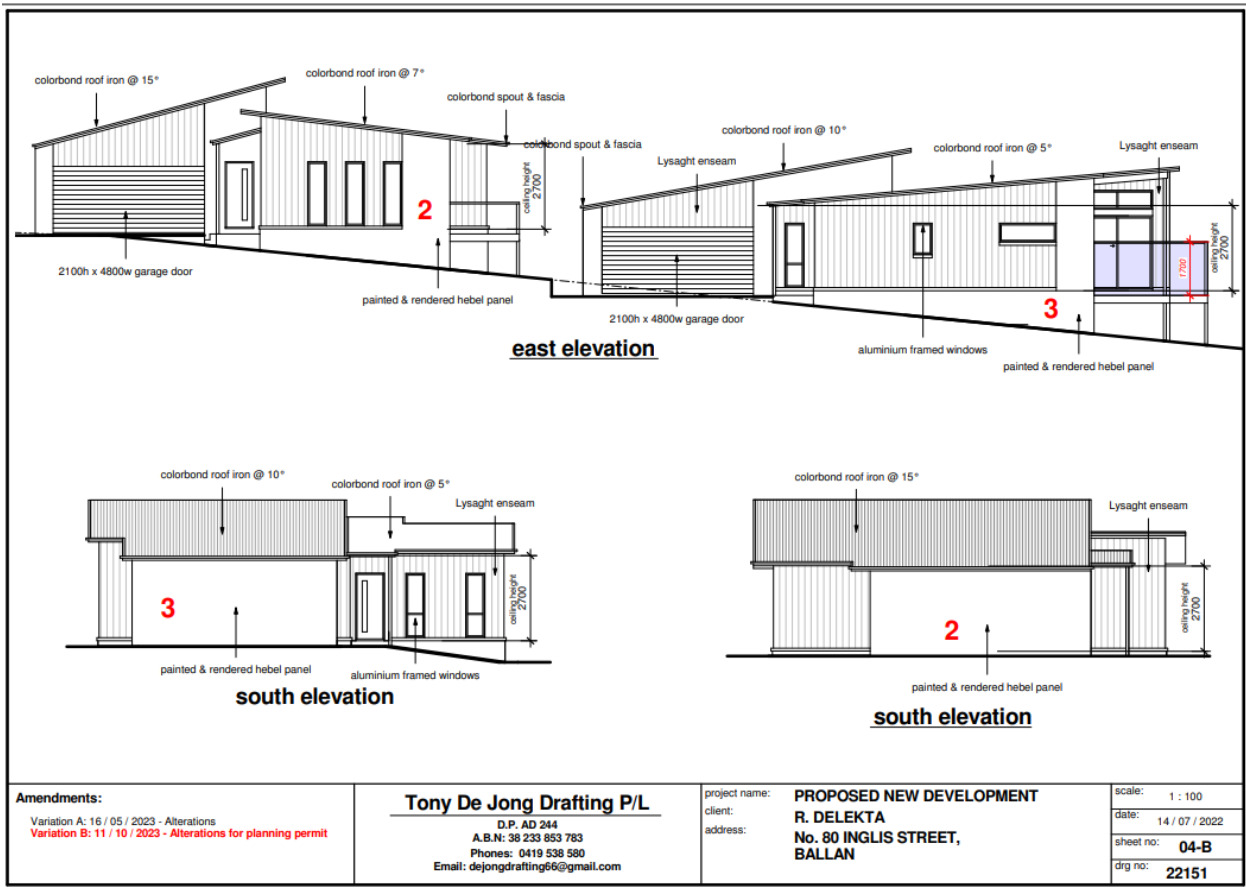 colorbond roof iron @ 15°
colorbond roof iron @ 7°
colorbond spout & fascia
colorbond spout & fascia
ceiling height
2700
2
2100h x 4800w garage door
painted & rendered hebel panel
colorbond roof iron @ 10°
Lysaght enseam
colorbond roof iron @ 5°
Lysaght enseam
ceiling height
2700
1700
3
2100h x 4800w garage door
aluminium framed windows
painted & rendered hebel panel
east elevation
colorbond roof iron @ 10°
colorbond roof iron @ 5°
Lysaght enseam
ceiling height
2700
3
painted & rendered hebel panel
aluminium framed windows
south elevation
colorbond roof iron @ 15°
Lysaght enseam
ceiling height
2700
2
painted & rendered hebel panel
south elevation
Amendments:
Variation A: 16 / 05 / 2023 - Alterations
Variation B: 11 / 10 / 2023 - Alterations for planning permit
Tony De Jong Drafting P/L
D.P. AD 244
A.B.N: 38 233 853 783
Phones: 0419 538 580
Email: dejongdrafting66@gmail.com
project name: PROPOSED NEW DEVELOPMENT
client: R. DELEKTA
address: No. 80 INGLIS STREET,
BALLAN
scale: 1 : 100
date: 14 / 07 / 2022
sheet no: 04-B
drg no: 22151